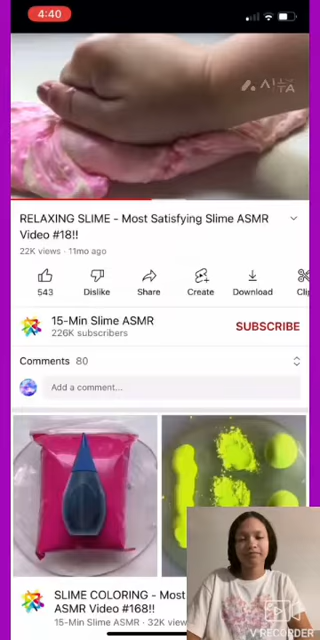 4:40
RELAXING SLIME - Most Satisfying Slime ASMR
Video #18!!
22K views · 11mo ago
543
Dislike
Share
Create
Download
Clip
15-Min Slime ASMR
226K subscribers
SUBSCRIBE
Comments 80
Add a comment...
SLIME COLORING - Most
ASMR Video #168!!
15-Min Slime ASMR · 32K view
V RECORDER